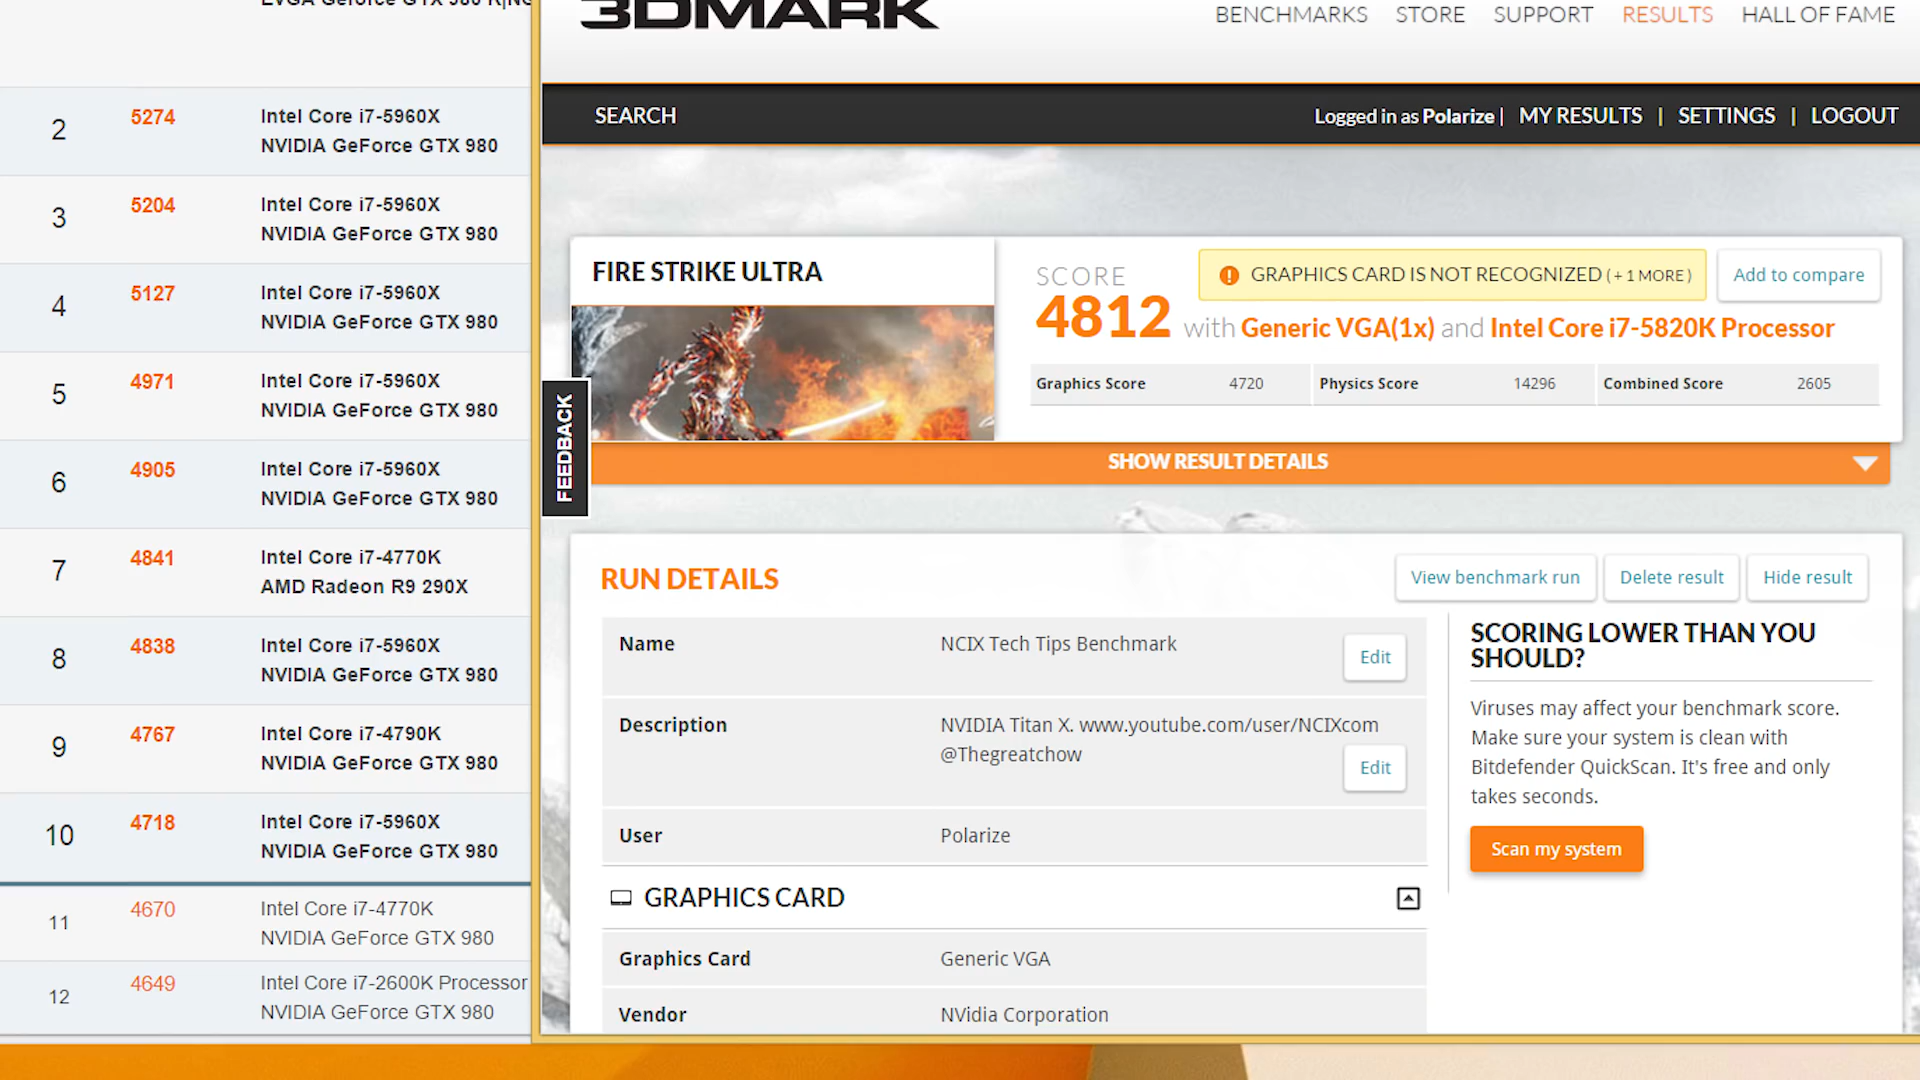 EVGA Geforce GTX 980 K|NG
2
5274
Intel Core i7-5960X
NVIDIA GeForce GTX 980
3
5204
Intel Core i7-5960X
NVIDIA GeForce GTX 980
4
5127
Intel Core i7-5960X
NVIDIA GeForce GTX 980
5
4971
Intel Core i7-5960X
NVIDIA GeForce GTX 980
6
4905
Intel Core i7-5960X
NVIDIA GeForce GTX 980
7
4841
Intel Core i7-4770K
AMD Radeon R9 290X
8
4838
Intel Core i7-5960X
NVIDIA GeForce GTX 980
9
4767
Intel Core i7-4790K
NVIDIA GeForce GTX 980
10
4718
Intel Core i7-5960X
NVIDIA GeForce GTX 980
11
4670
Intel Core i7-4770K
NVIDIA GeForce GTX 980
12
4649
Intel Core i7-2600K Processor
NVIDIA GeForce GTX 980
3DMARK
BENCHMARKS STORE SUPPORT RESULTS HALL OF FAME
SEARCH
Logged in as Polarize | MY RESULTS | SETTINGS | LOGOUT
FIRE STRIKE ULTRA
SCORE
GRAPHICS CARD IS NOT RECOGNIZED ( + 1 MORE )
Add to compare
4812 with Generic VGA(1x) and Intel Core i7-5820K Processor
Graphics Score 4720 Physics Score 14296 Combined Score 2605
FEEDBACK
SHOW RESULT DETAILS
RUN DETAILS
View benchmark run
Delete result
Hide result
Name NCIX Tech Tips Benchmark
Edit
Description NVIDIA Titan X. www.youtube.com/user/NCIXcom
@Thegreatchow
Edit
User Polarize
GRAPHICS CARD
Graphics Card Generic VGA
Vendor NVidia Corporation
SCORING LOWER THAN YOU
SHOULD?
Viruses may affect your benchmark score.
Make sure your system is clean with
Bitdefender QuickScan. It's free and only
takes seconds.
Scan my system